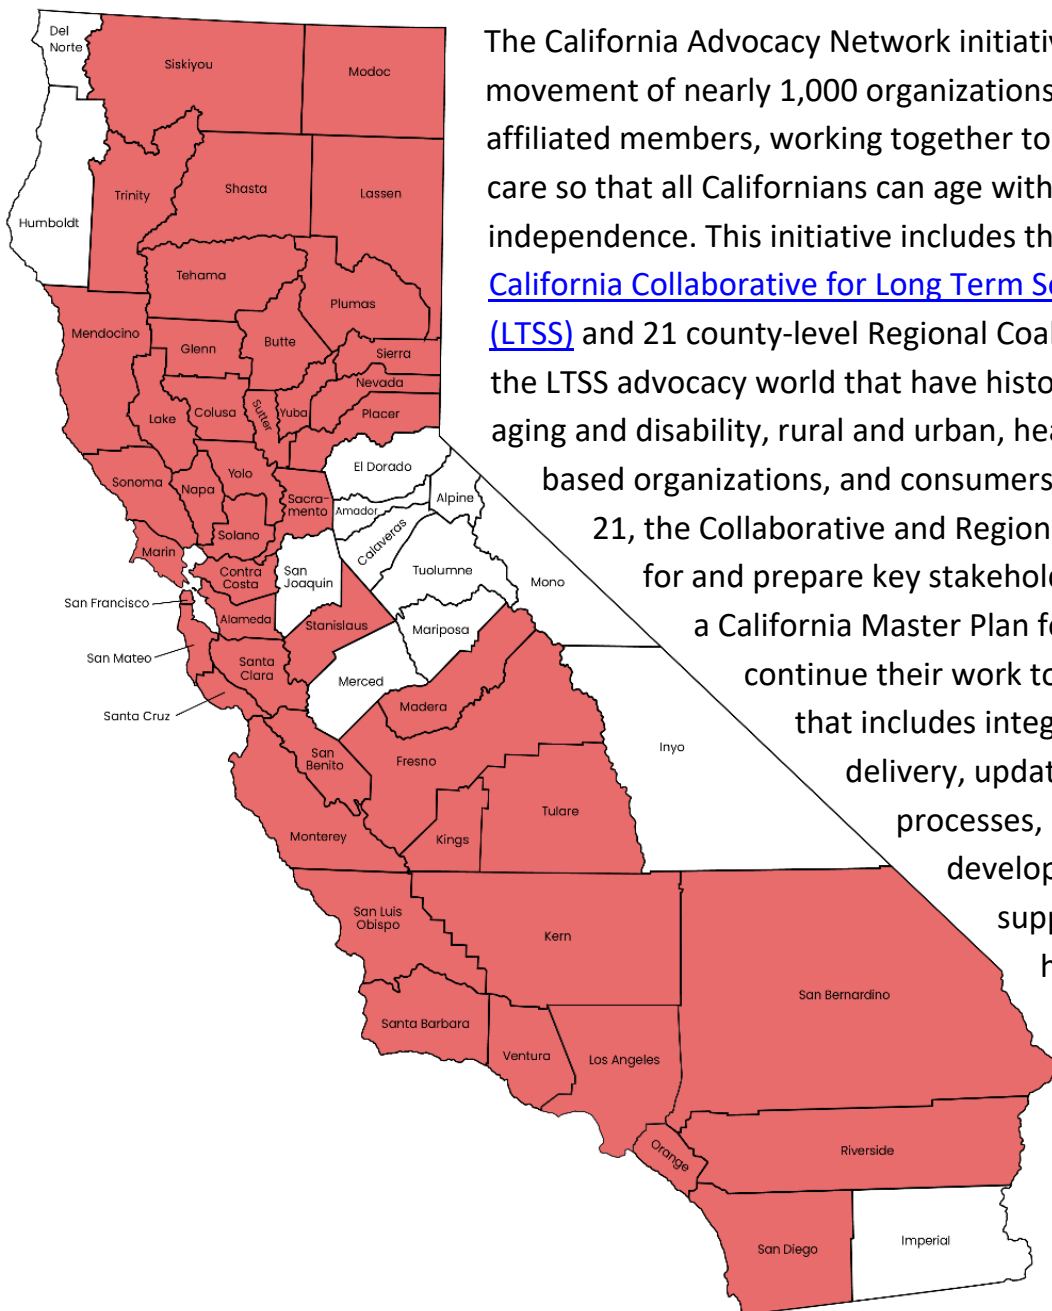 The California Advocacy Network initiativ
movement of nearly 1,000 organizations
affiliated members, working together to
care so that all Californians can age with
independence. This initiative includes th
California Collaborative for Long Term Se
(LTSS) and 21 county-level Regional Coal
the LTSS advocacy world that have histo
aging and disability, rural and urban, hea
based organizations, and consumers
21, the Collaborative and Region
for and prepare key stakehold
a California Master Plan fo
continue their work to
that includes integ
delivery, updat
processes,
develop
supp
h
Del
Norte
Siskiyou
Modoc
Humboldt
Trinity
Shasta
Lassen
Tehama
Plumas
Mendocino
Glenn
Butte
Sierra
Nevada
Lake
Colusa
Sutter
Yuba
Placer
El Dorado
Sonoma
Napa
Yolo
Sacra-
mento
Amador
Alpine
Solano
Calaveras
Marin
Contra
Costa
San
Joaquin
Tuolumne
Mono
San Francisco
Alameda
Stanislaus
Mariposa
San Mateo
Santa
Clara
Merced
Santa Cruz
Madera
San
Benito
Fresno
Inyo
Monterey
Kings
Tulare
San Luis
Obispo
Kern
San Bernardino
Santa Barbara
Ventura
Los Angeles
Orange
Riverside
San Diego
Imperial